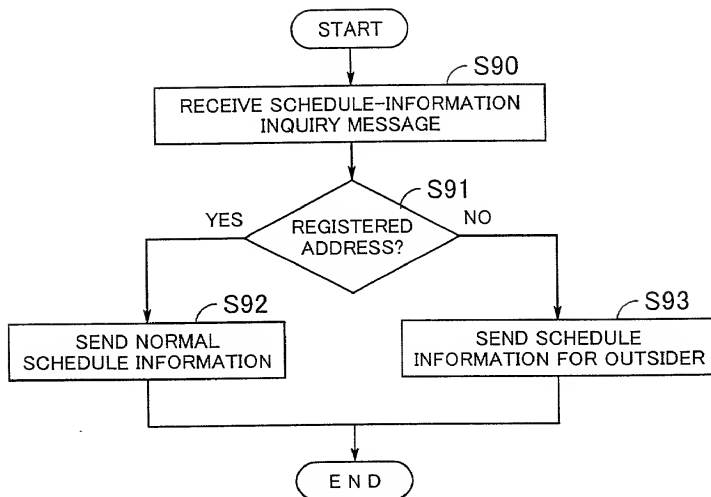 START
S90
RECEIVE SCHEDULE-INFORMATION
INQUIRY MESSAGE
S91
YES
REGISTERED
ADDRESS?
NO
S92
SEND NORMAL
SCHEDULE INFORMATION
S93
SEND SCHEDULE
INFORMATION FOR OUTSIDER
E N D